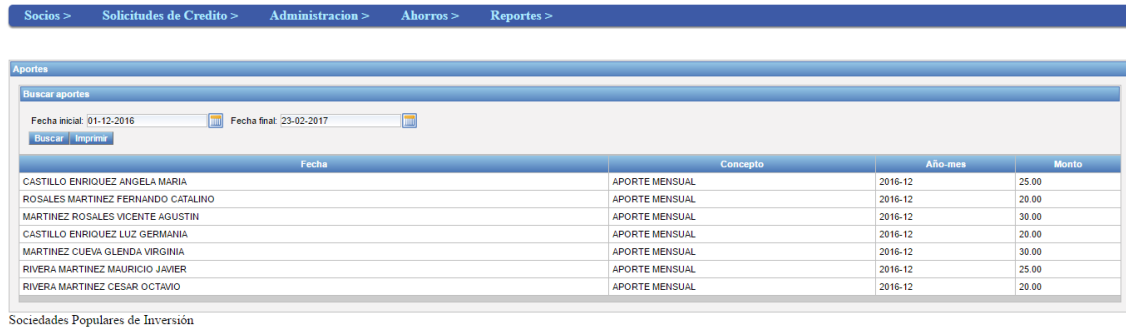 Socios > Solicitudes de Credito > Administracion > Ahorros > Reportes >
Aportes
Buscar aportes
Fecha inicial: 01-12-2016 Fecha final: 23-02-2017
Buscar Imprimir
Fecha Concepto Año-mes Monto
CASTILLO ENRIQUEZ ANGELA MARIA APORTE MENSUAL 2016-12 25.00
ROSALES MARTINEZ FERNANDO CATALINO APORTE MENSUAL 2016-12 20.00
MARTINEZ ROSALES VICENTE AGUSTIN APORTE MENSUAL 2016-12 30.00
CASTILLO ENRIQUEZ LUZ GERMANIA APORTE MENSUAL 2016-12 20.00
MARTINEZ CUEVA GLENDA VIRGINIA APORTE MENSUAL 2016-12 30.00
RIVERA MARTINEZ MAURICIO JAVIER APORTE MENSUAL 2016-12 25.00
RIVERA MARTINEZ CESAR OCTAVIO APORTE MENSUAL 2016-12 20.00
Sociedades Populares de Inversión